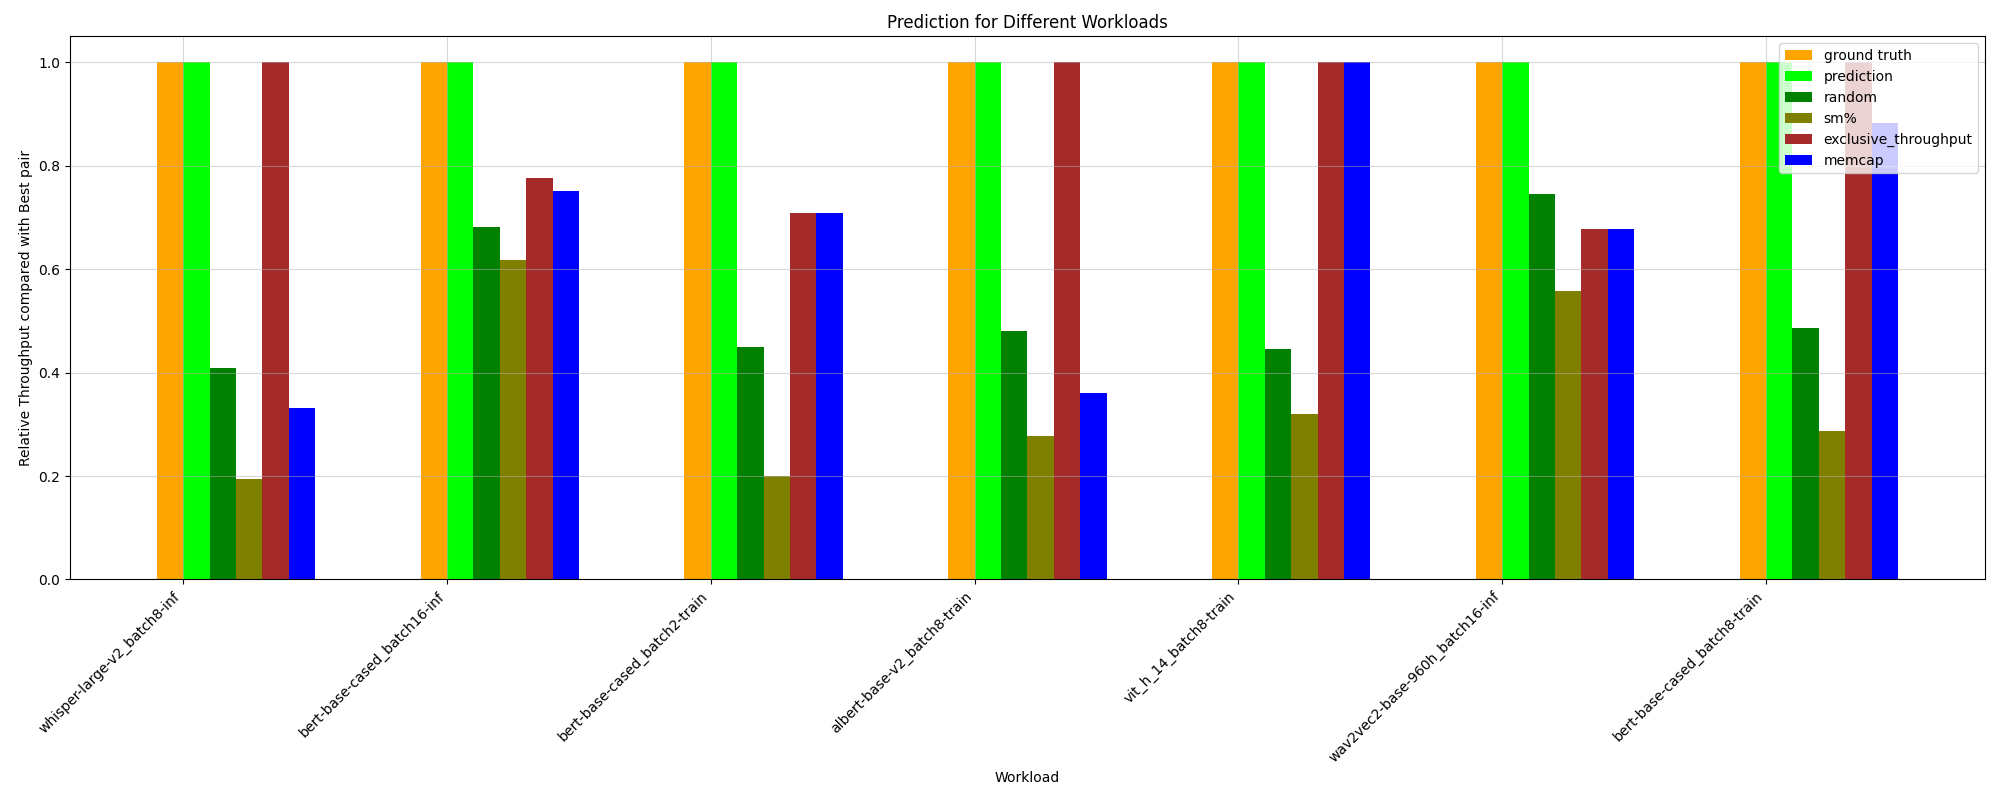 Prediction for Different Workloads
Relative Throughput compared with Best pair
1.0
0.8
0.6
0.4
0.2
0.0
ground truth
prediction
random
sm%
exclusive_throughput
memcap
whisper-large-v2_batch8-inf
bert-base-cased_batch16-inf
bert-base-cased_batch2-train
albert-base-v2_batch8-train
vit_h_14_batch8-train
wav2vec2-base-960h_batch16-inf
bert-base-cased_batch8-train
Workload